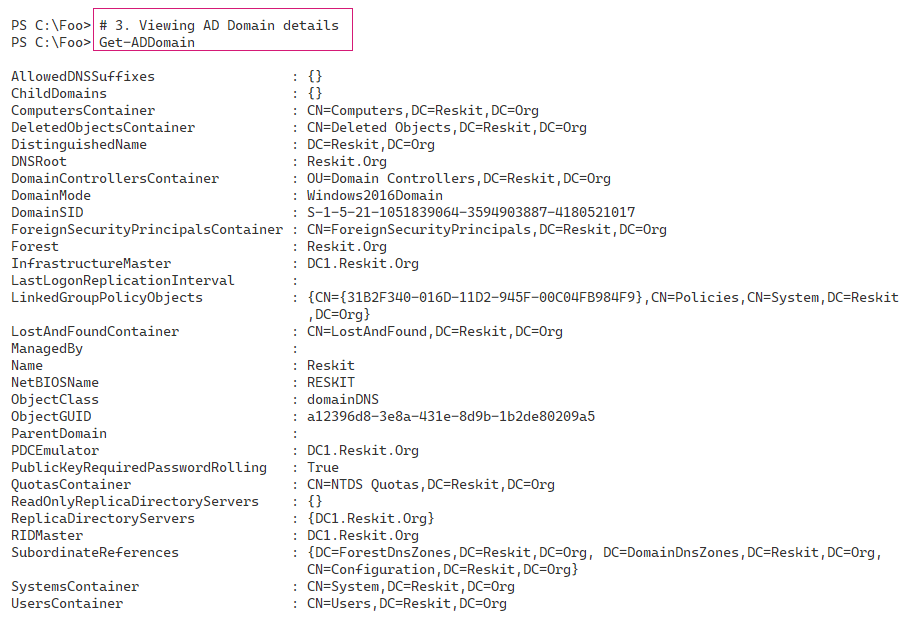 PS C:\Foo> # 3. Viewing AD Domain details
PS C:\Foo> Get-ADDomain
AllowedDNSSuffixes : {}
ChildDomains : {}
ComputersContainer : CN=Computers,DC=Reskit,DC=Org
DeletedObjectsContainer : CN=Deleted Objects,DC=Reskit,DC=Org
DistinguishedName : DC=Reskit,DC=Org
DNSRoot : Reskit.Org
DomainControllersContainer : OU=Domain Controllers,DC=Reskit,DC=Org
DomainMode : Windows2016Domain
DomainSID : S-1-5-21-1051839064-3594903887-4180521017
ForeignSecurityPrincipalsContainer : CN=ForeignSecurityPrincipals,DC=Reskit,DC=Org
Forest : Reskit.Org
InfrastructureMaster : DC1.Reskit.Org
LastLogonReplicationInterval :
LinkedGroupPolicyObjects : {CN={31B2F340-016D-11D2-945F-00C04FB984F9},CN=Policies,CN=System,DC=Reskit
,DC=Org}
LostAndFoundContainer : CN=LostAndFound,DC=Reskit,DC=Org
ManagedBy :
Name : Reskit
NetBIOSName : RESKIT
ObjectClass : domainDNS
ObjectGUID : a12396d8-3e8a-431e-8d9b-1b2de80209a5
ParentDomain :
PDCEmulator : DC1.Reskit.Org
PublicKeyRequiredPasswordRolling : True
QuotasContainer : CN=NTDS Quotas,DC=Reskit,DC=Org
ReadOnlyReplicaDirectoryServers : {}
ReplicaDirectoryServers : {DC1.Reskit.Org}
RIDMaster : DC1.Reskit.Org
SubordinateReferences : {DC=ForestDnsZones,DC=Reskit,DC=Org, DC=DomainDnsZones,DC=Reskit,DC=Org,
CN=Configuration,DC=Reskit,DC=Org}
SystemsContainer : CN=System,DC=Reskit,DC=Org
UsersContainer : CN=Users,DC=Reskit,DC=Org